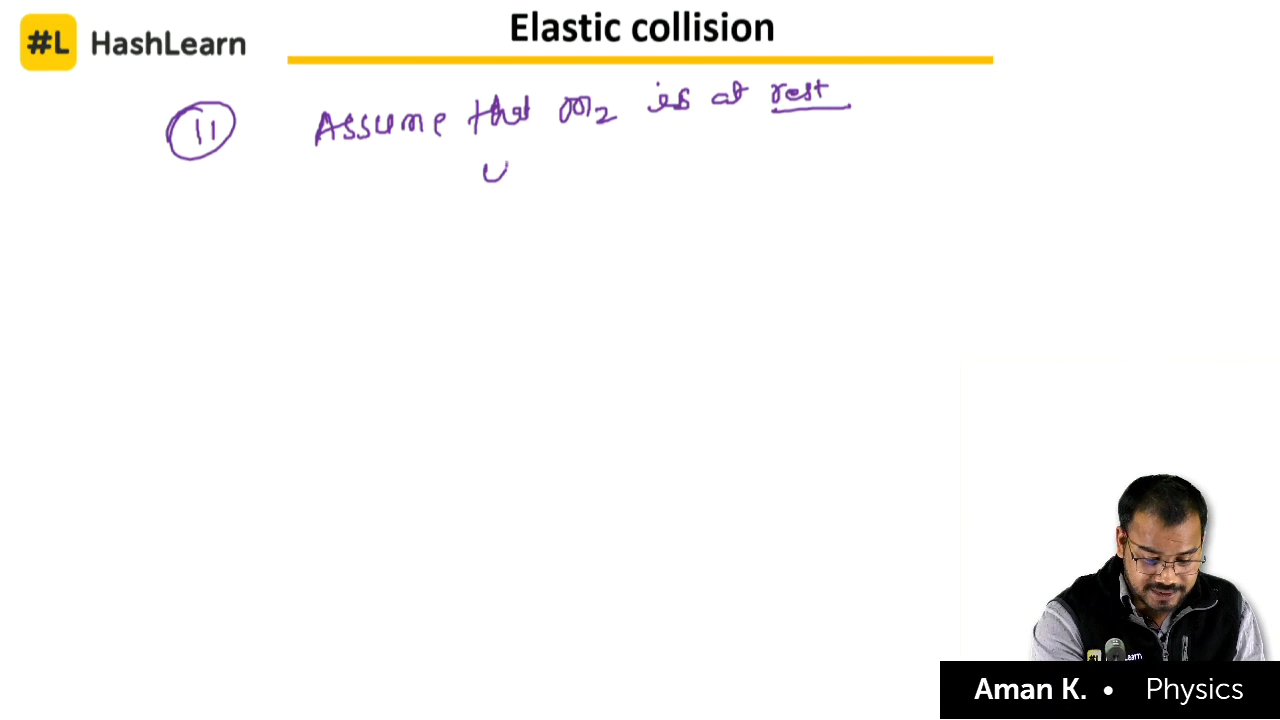 #L HashLearn
Elastic collision
11 Assume that m2 is at rest
U
Aman K. • Physics